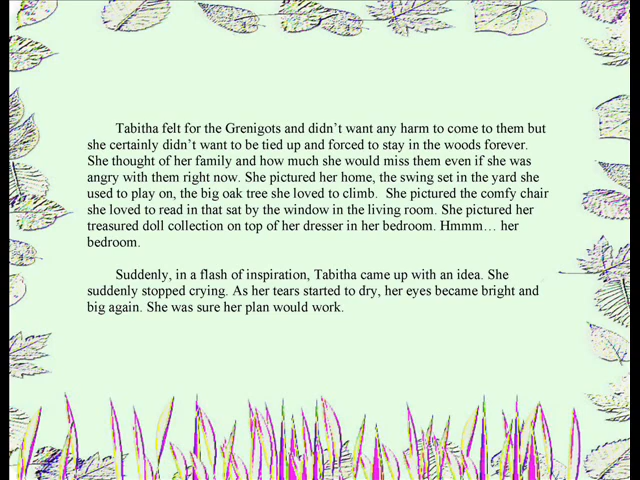 Tabitha felt for the Grenigots and didn’t want any harm to come to them but
she certainly didn’t want to be tied up and forced to stay in the woods forever.
She thought of her family and how much she would miss them even if she was
angry with them right now. She pictured her home, the swing set in the yard she
used to play on, the big oak tree she loved to climb.  She pictured the comfy chair
she loved to read in that sat by the window in the living room. She pictured her
treasured doll collection on top of her dresser in her bedroom. Hmmm… her
bedroom.
Suddenly, in a flash of inspiration, Tabitha came up with an idea. She
suddenly stopped crying. As her tears started to dry, her eyes became bright and
big again. She was sure her plan would work.